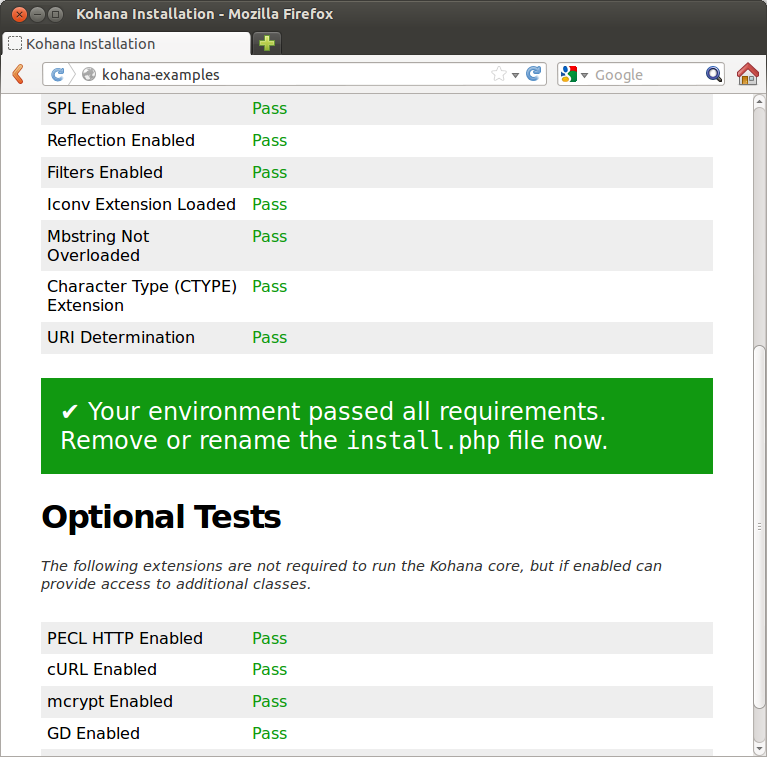 Kohana Installation - Mozilla Firefox
Kohana Installation
kohana-examples
Google
SPL Enabled Pass
Reflection Enabled Pass
Filters Enabled Pass
Iconv Extension Loaded Pass
Mbstring Not Pass
Overloaded
Character Type (CTYPE) Pass
Extension
URI Determination Pass
✔ Your environment passed all requirements.
Remove or rename the install.php file now.
Optional Tests
The following extensions are not required to run the Kohana core, but if enabled can
provide access to additional classes.
PECL HTTP Enabled Pass
cURL Enabled Pass
mcrypt Enabled Pass
GD Enabled Pass